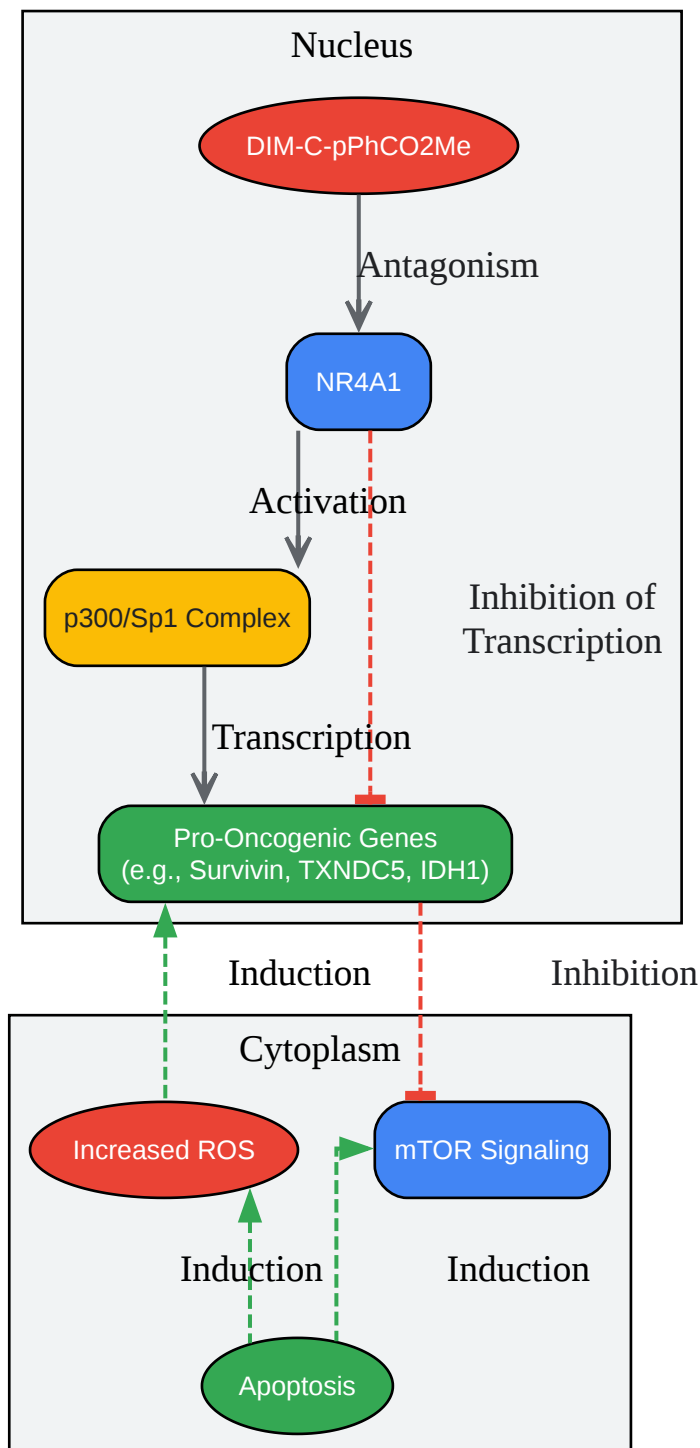 Nucleus
DIM-C-pPhCO2Me
Antagonism
NR4A1
Activation
Inhibition of
Transcription
p300/Sp1 Complex
Transcription
Pro-Oncogenic Genes
(e.g., Survivin, TXNDC5, IDH1)
Induction
Inhibition
Cytoplasm
Increased ROS
mTOR Signaling
Induction
Induction
Apoptosis